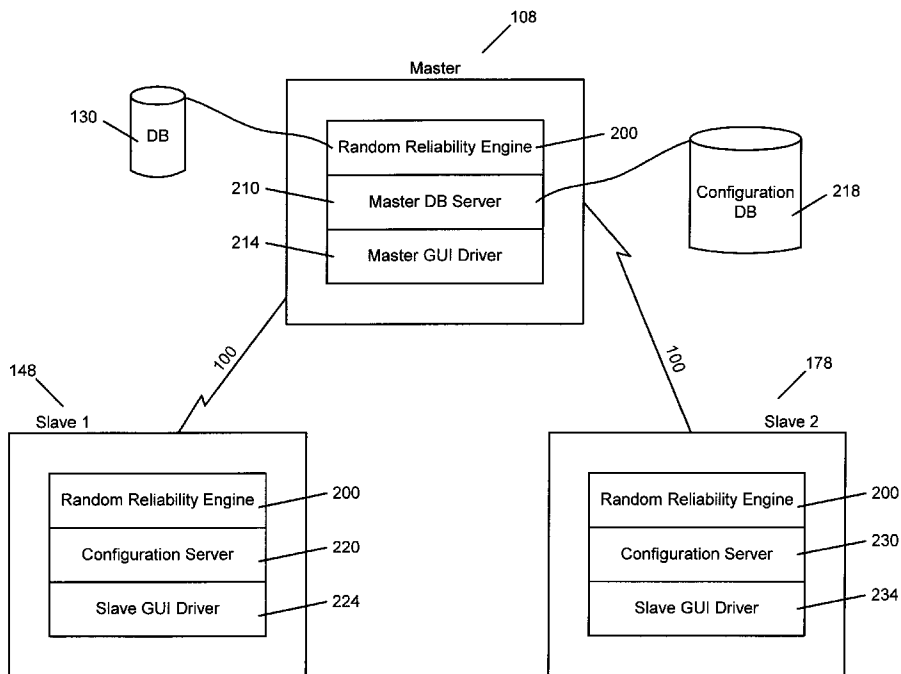 108
Master
130
DB
Random Reliability Engine
200
210
Master DB Server
Configuration
DB
218
214
Master GUI Driver
100
100
148
Slave 1
178
Slave 2
Random Reliability Engine
200
Configuration Server
220
Slave GUI Driver
224
Random Reliability Engine
200
Configuration Server
230
Slave GUI Driver
234